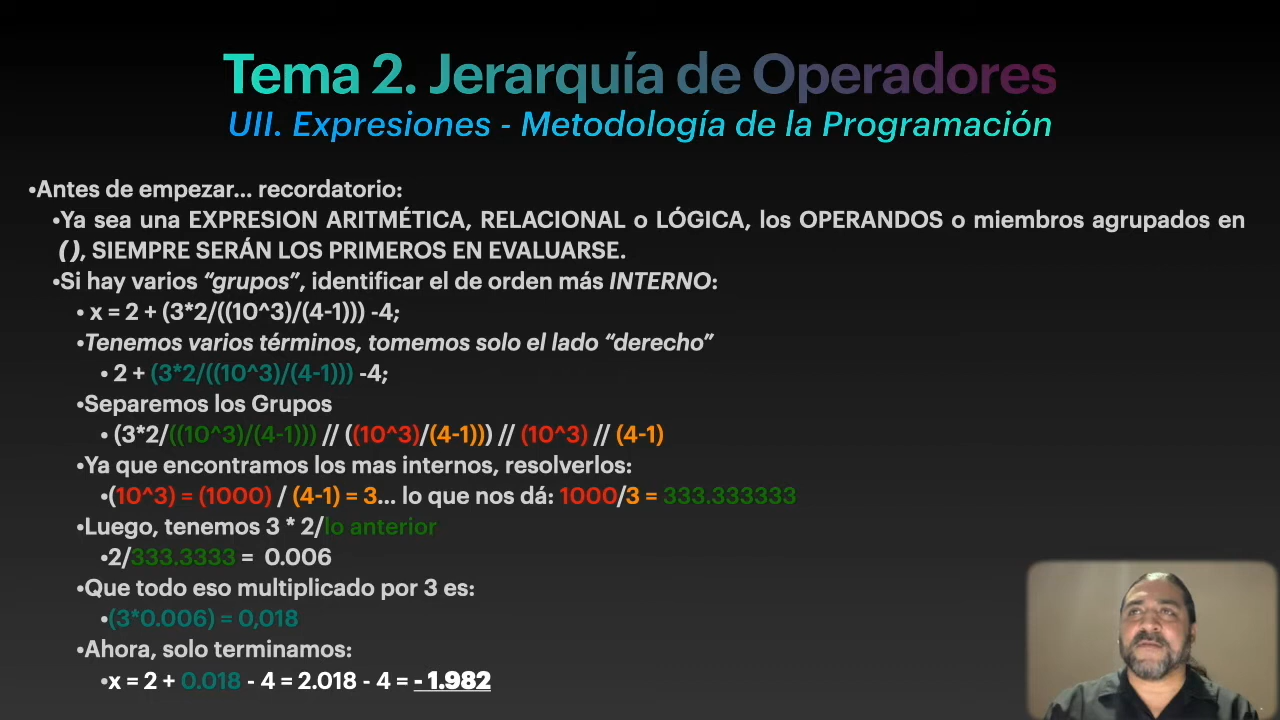 Tema 2. Jerarquía de Operadores
UII. Expresiones - Metodología de la Programación
•Antes de empezar... recordatorio:
•Ya sea una EXPRESION ARITMÉTICA, RELACIONAL o LÓGICA, los OPERANDOS o miembros agrupados en
(), SIEMPRE SERÁN LOS PRIMEROS EN EVALUARSE.
•Si hay varios “grupos”, identificar el de orden más INTERNO:
• x = 2 + (3*2/((10^3)/(4-1))) -4;
•Tenemos varios términos, tomemos solo el lado “derecho”
• 2 + (3*2/((10^3)/(4-1))) -4;
•Separemos los Grupos
• (3*2/((10^3)/(4-1))) // ((10^3)/(4-1))) // (10^3) // (4-1)
•Ya que encontramos los mas internos, resolverlos:
•(10^3) = (1000) / (4-1) = 3... lo que nos dá: 1000/3 = 333.333333
•Luego, tenemos 3 * 2/lo anterior
•2/333.3333 = 0.006
•Que todo eso multiplicado por 3 es:
•(3*0.006) = 0,018
•Ahora, solo terminamos:
•x = 2 + 0.018 - 4 = 2.018 - 4 = - 1.982